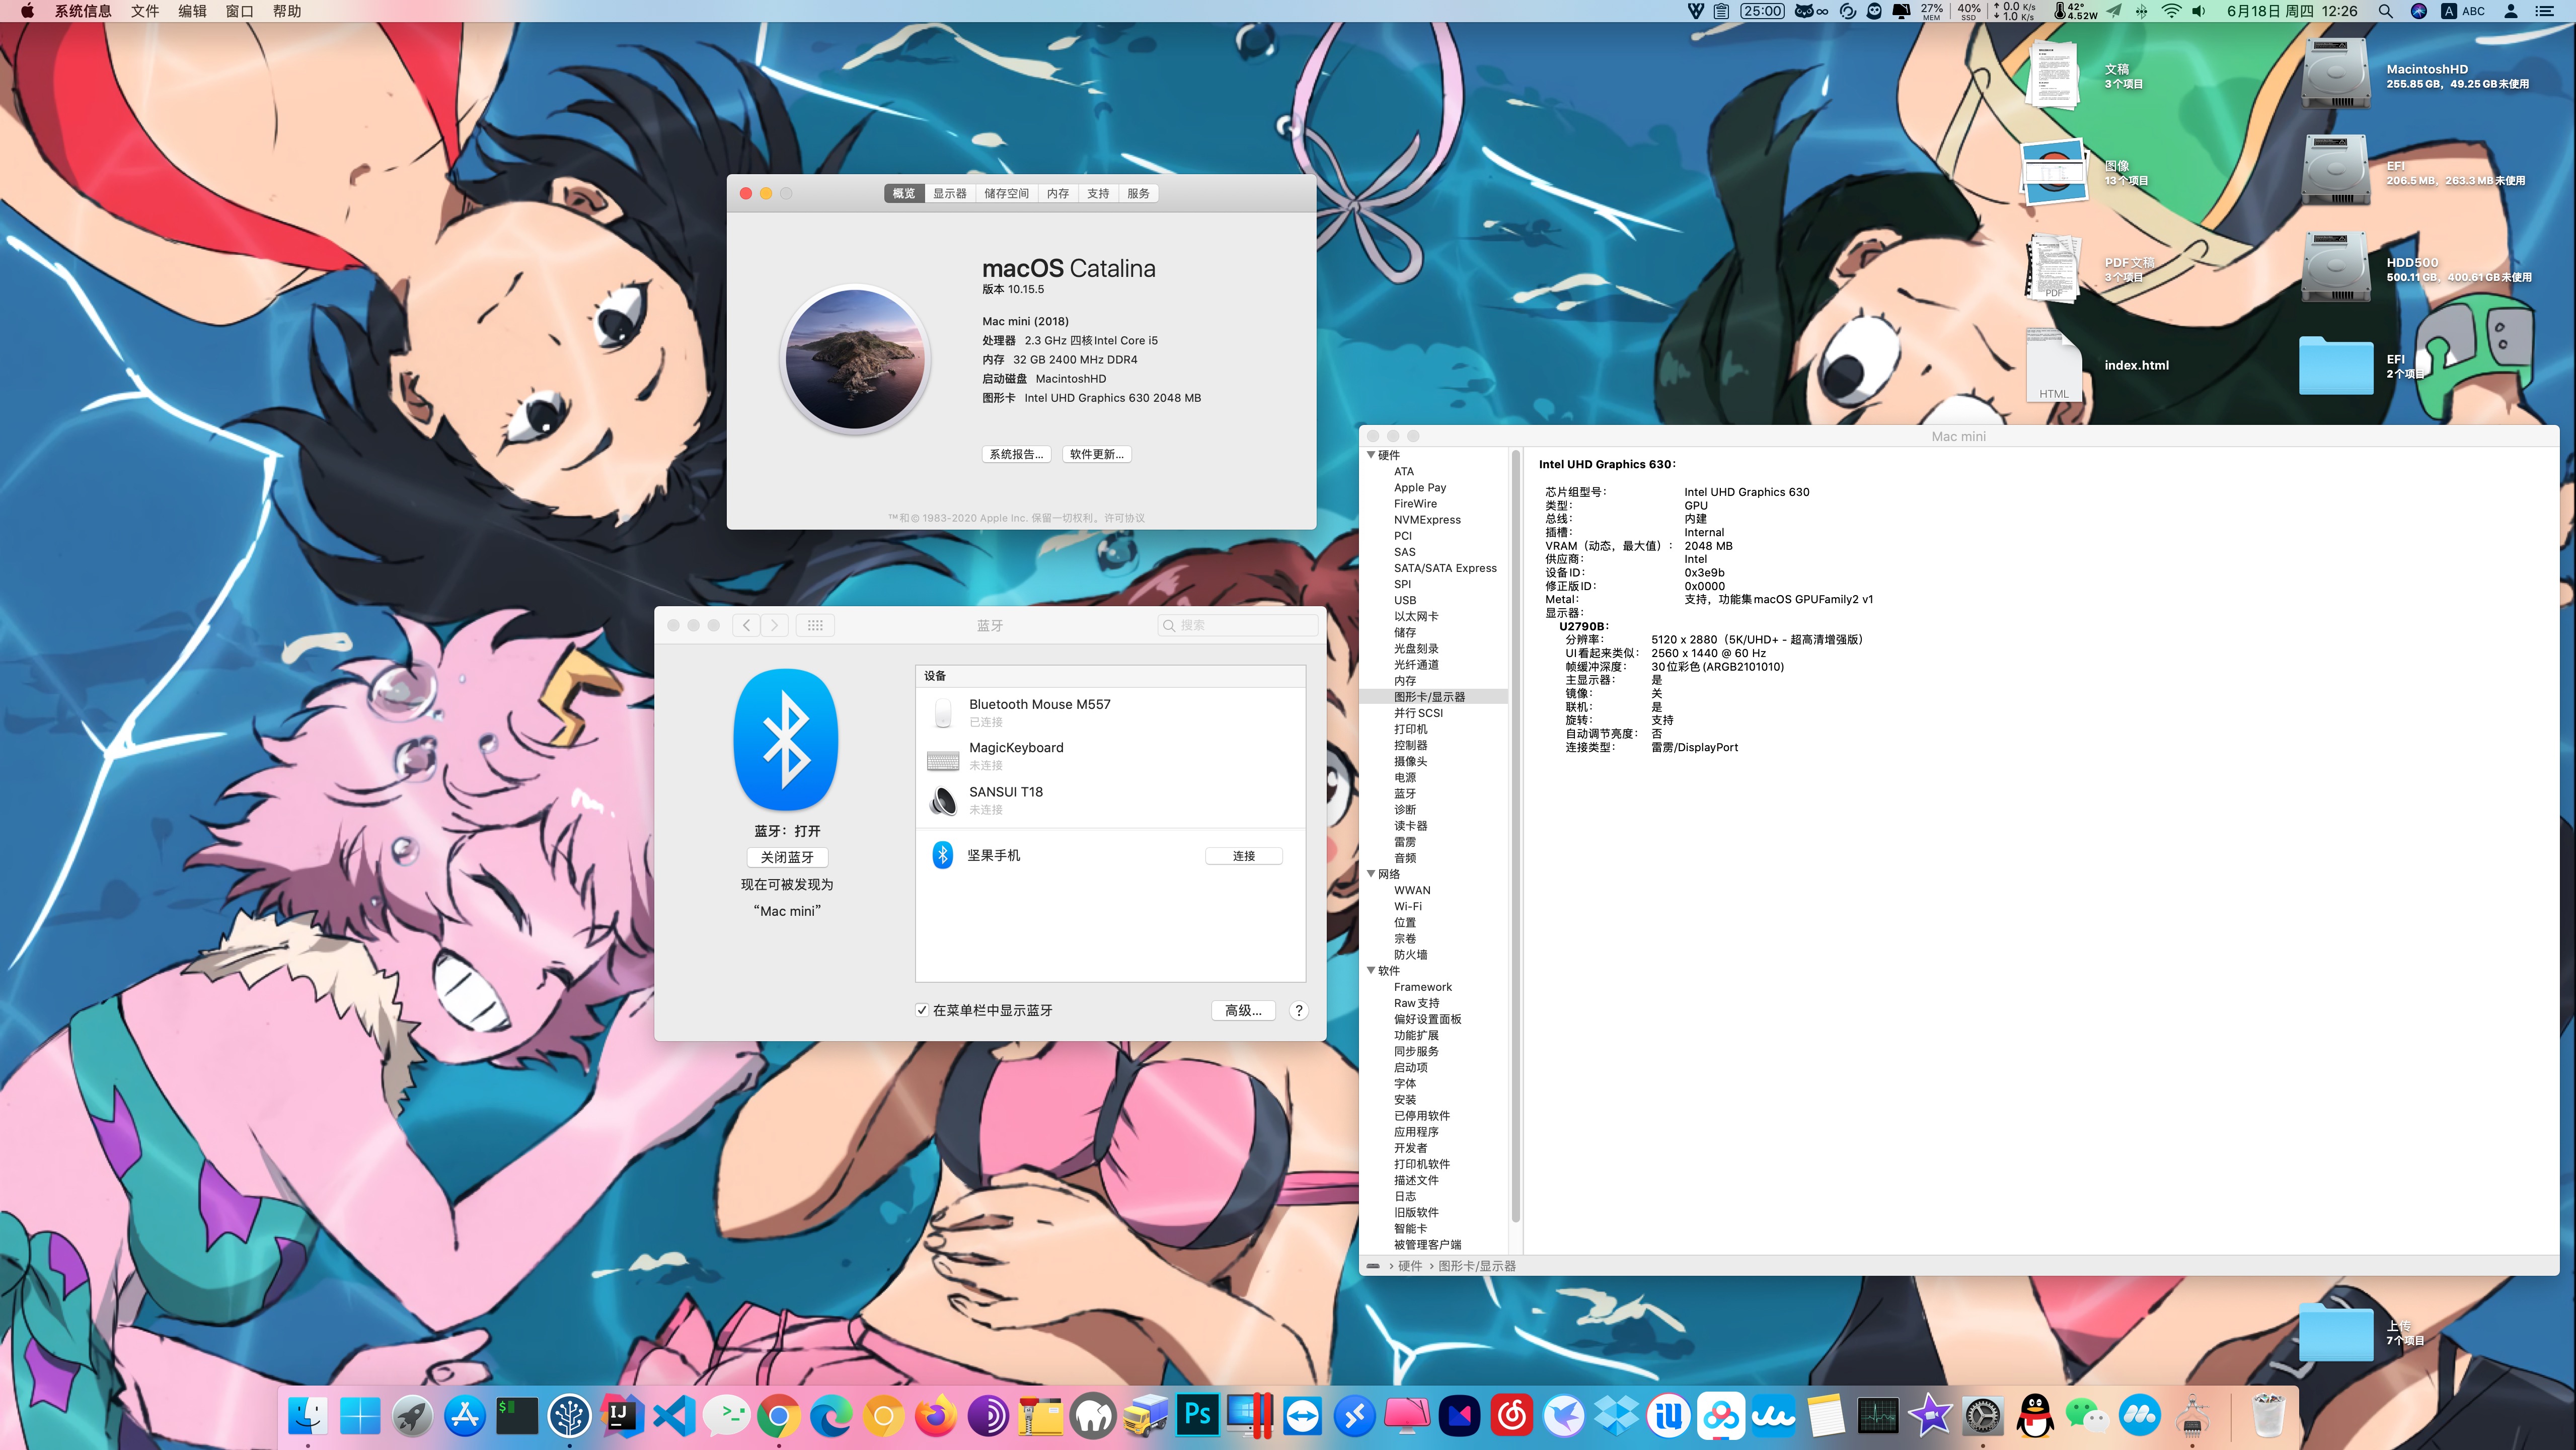 系统信息 文件 编辑 窗口 帮助
25:00
27% MEM
40% SSD
0.0 K/s
1.0 K/s
42°
4.52W
6月18日 周四 12:26
A ABC
文稿
3个项目
MacintoshHD
255.85 GB，49.25 GB未使用
图像
13个项目
EFI
206.5 MB，263.3 MB未使用
PDF
PDF文稿
3个项目
HDD500
500.11 GB，400.61 GB未使用
HTML
index.html
EFI
2个项目
上传
7个项目
概览 显示器 储存空间 内存 支持 服务
macOS Catalina
版本 10.15.5
Mac mini (2018)
处理器 2.3 GHz 四核Intel Core i5
内存 32 GB 2400 MHz DDR4
启动磁盘 MacintoshHD
图形卡 Intel UHD Graphics 630 2048 MB
系统报告... 软件更新...
™和© 1983-2020 Apple Inc. 保留一切权利。许可协议
蓝牙
搜索
蓝牙：打开
关闭蓝牙
现在可被发现为
“Mac mini”
设备
Bluetooth Mouse M557
已连接
MagicKeyboard
未连接
SANSUI T18
未连接
坚果手机
连接
在菜单栏中显示蓝牙
高级...
?
Mac mini
硬件
ATA
Apple Pay
FireWire
NVMExpress
PCI
SAS
SATA/SATA Express
SPI
USB
以太网卡
储存
光盘刻录
光纤通道
内存
图形卡/显示器
并行SCSI
打印机
控制器
摄像头
电源
蓝牙
诊断
读卡器
雷雳
音频
网络
WWAN
Wi-Fi
位置
宗卷
防火墙
软件
Framework
Raw支持
偏好设置面板
功能扩展
同步服务
启动项
字体
安装
已停用软件
应用程序
开发者
打印机软件
描述文件
日志
旧版软件
智能卡
被管理客户端
Intel UHD Graphics 630：
芯片组型号： Intel UHD Graphics 630
类型： GPU
总线： 内建
插槽： Internal
VRAM（动态，最大值）： 2048 MB
供应商： Intel
设备ID： 0x3e9b
修正版ID： 0x0000
Metal： 支持，功能集macOS GPUFamily2 v1
显示器：
U2790B：
分辨率： 5120 x 2880（5K/UHD+ - 超高清增强版）
UI看起来类似： 2560 x 1440 @ 60 Hz
帧缓冲深度： 30位彩色(ARGB2101010)
主显示器： 是
镜像： 关
联机： 是
旋转： 支持
自动调节亮度： 否
连接类型： 雷雳/DisplayPort
› 硬件 › 图形卡/显示器
$
IJ
>_
Ps